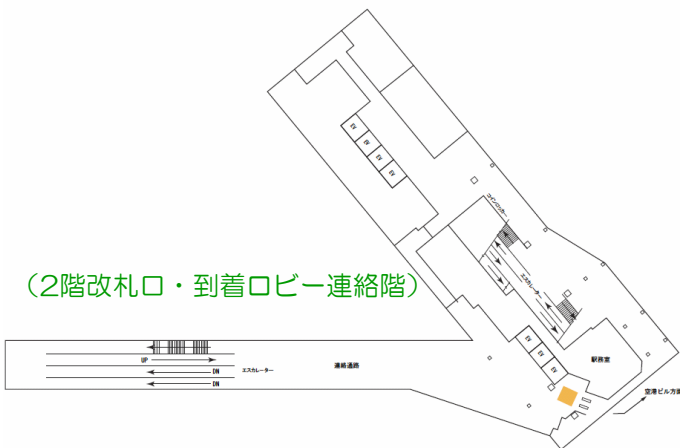 EV
EV
EV
EV
コインロッカー
エスカレーター
(2階改札口・到着ロビー連絡階)
UP
DN
DN
エスカレーター
連絡通路
EV
EV
EV
駅務室
空港ビル方面